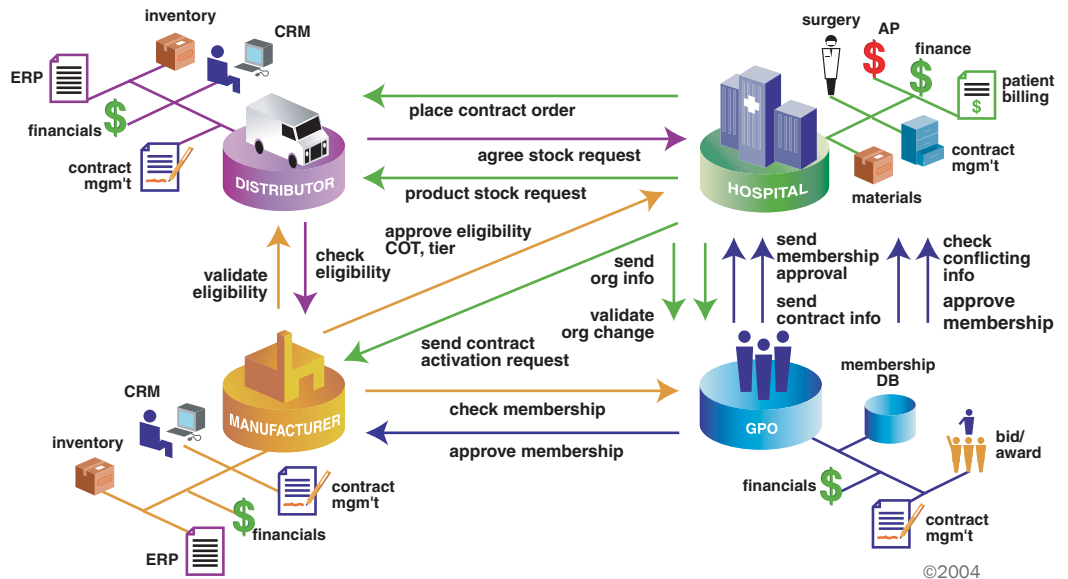 inventory
CRM
ERP
financials
contract
mgm't
DISTRIBUTOR
place contract order
agree stock request
product stock request
surgery
AP
finance
patient
billing
contract
mgm't
materials
HOSPITAL
validate
eligibility
check
eligibility
approve eligibility
COT, tier
send contract
activation request
send
org info
validate
org change
send
membership
approval
send
contract info
check
conflicting
info
approve
membership
CRM
inventory
MANUFACTURER
contract
mgm't
financials
ERP
check membership
approve membership
GPO
membership
DB
bid/
award
financials
contract
mgm't
©2004